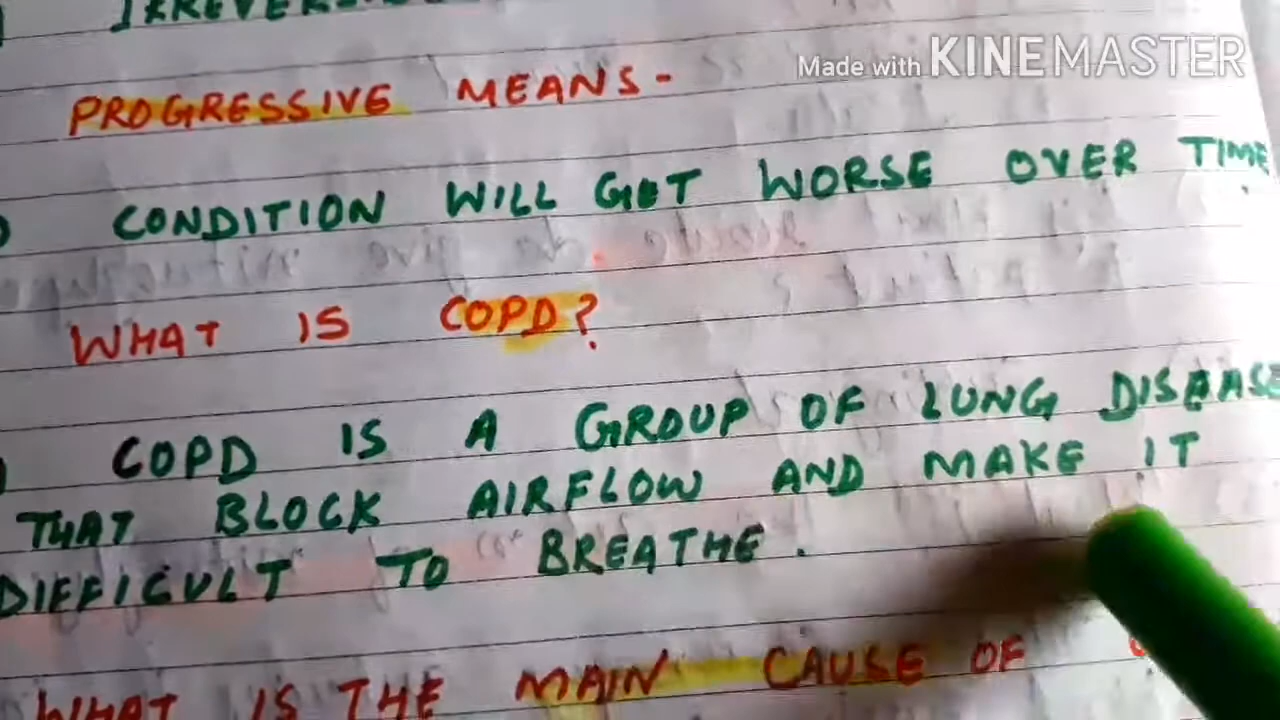 Made with KINEMASTER
PROGRESSIVE MEANS-
CONDITION WILL GET WORSE OVER TIME
WHAT IS COPD?
COPD IS A GROUP OF LUNG DISEASE
THAT BLOCK AIRFLOW AND MAKE IT
DIFFICULT TO BREATHE.
WHAT IS THE MAIN CAUSE OF